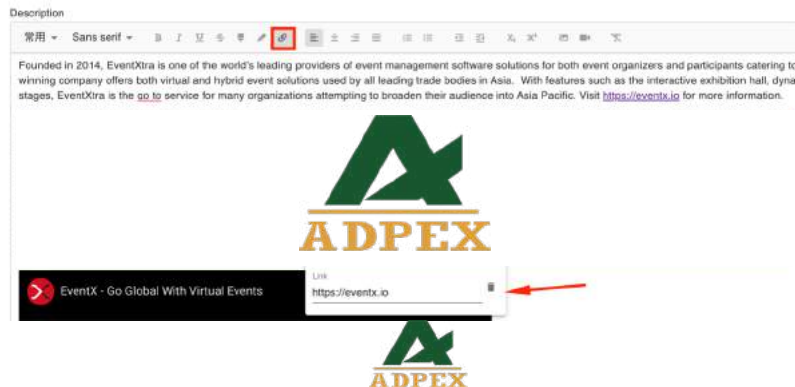 Description
常用 Sans serif B I U S X₂ X²
Founded in 2014, EventXtra is one of the world's leading providers of event management software solutions for both event organizers and participants catering to
winning company offers both virtual and hybrid event solutions used by all leading trade bodies in Asia. With features such as the interactive exhibition hall, dyna
stages, EventXtra is the go to service for many organizations attempting to broaden their audience into Asia Pacific. Visit https://eventx.io for more information.
ADPEX
Link
EventX - Go Global With Virtual Events
https://eventx.io
ADPEX